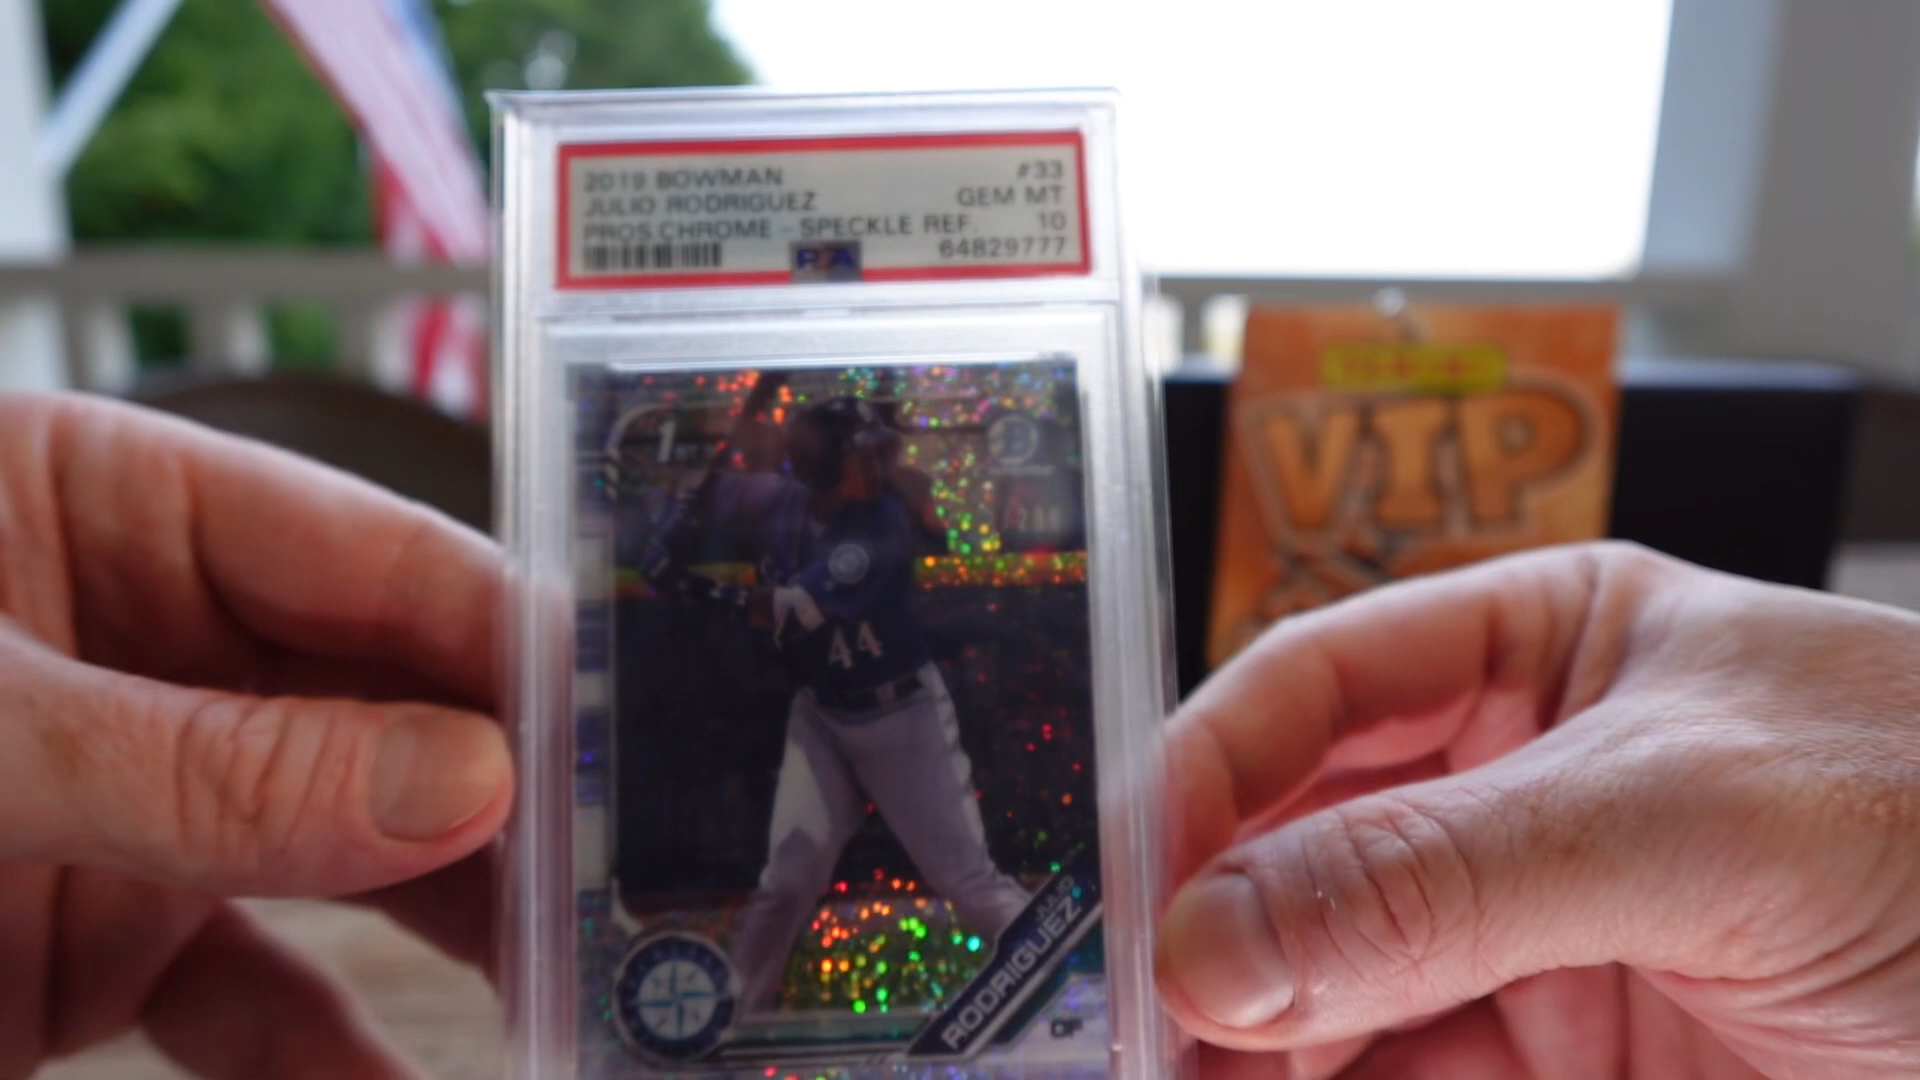 2019 BOWMAN #33
JULIO RODRIGUEZ GEM MT
PROS.CHROME - SPECKLE REF. 10
64829777
PSA
1ST
B
44
JULIO
RODRIGUEZ
OF
VIP